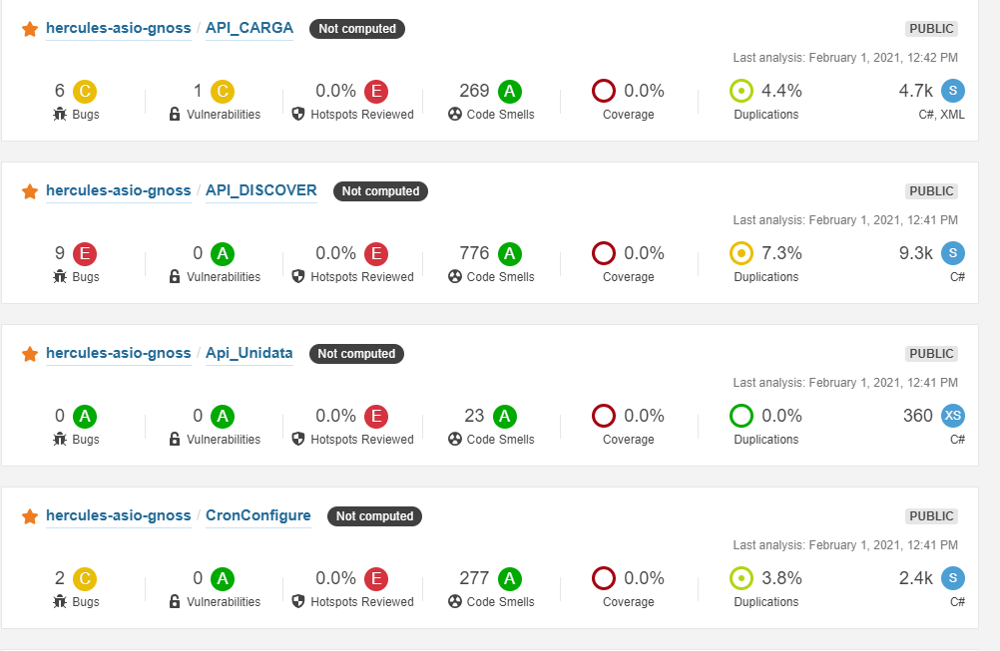 hercules-asio-gnoss / API_CARGA Not computed PUBLIC
Last analysis: February 1, 2021, 12:42 PM
6 C 1 C 0.0% E 269 A 0.0% 4.4% 4.7k S
Bugs Vulnerabilities Hotspots Reviewed Code Smells Coverage Duplications C#, XML
hercules-asio-gnoss / API_DISCOVER Not computed PUBLIC
Last analysis: February 1, 2021, 12:41 PM
9 E 0 A 0.0% E 776 A 0.0% 7.3% 9.3k S
Bugs Vulnerabilities Hotspots Reviewed Code Smells Coverage Duplications C#
hercules-asio-gnoss / Api_Unidata Not computed PUBLIC
Last analysis: February 1, 2021, 12:41 PM
0 A 0 A 0.0% E 23 A 0.0% 0.0% 360 XS
Bugs Vulnerabilities Hotspots Reviewed Code Smells Coverage Duplications C#
hercules-asio-gnoss / CronConfigure Not computed PUBLIC
Last analysis: February 1, 2021, 12:41 PM
2 C 0 A 0.0% E 277 A 0.0% 3.8% 2.4k S
Bugs Vulnerabilities Hotspots Reviewed Code Smells Coverage Duplications C#